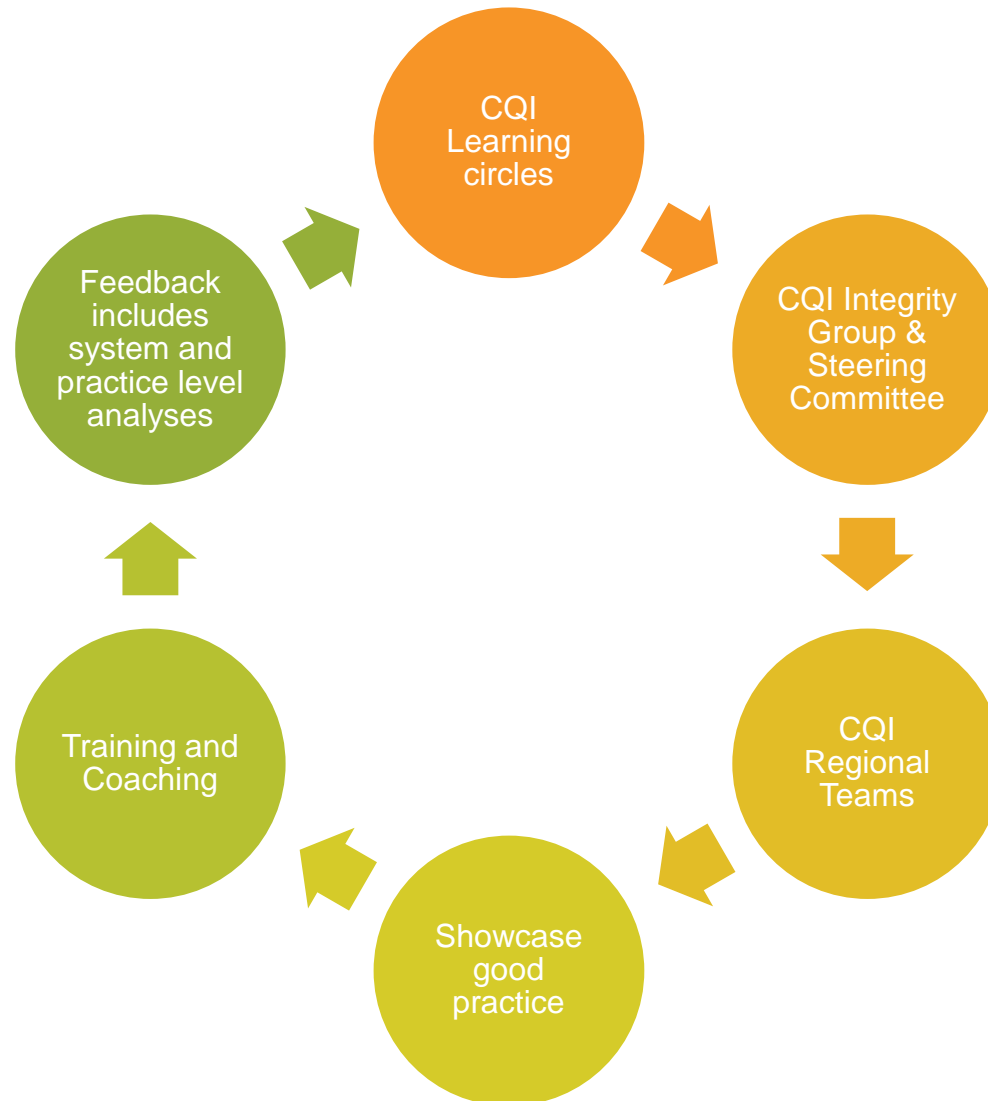 CQI
Learning
circles
CQI Integrity
Group &
Steering
Committee
CQI
Regional
Teams
Showcase
good
practice
Training and
Coaching
Feedback
includes
system and
practice level
analyses